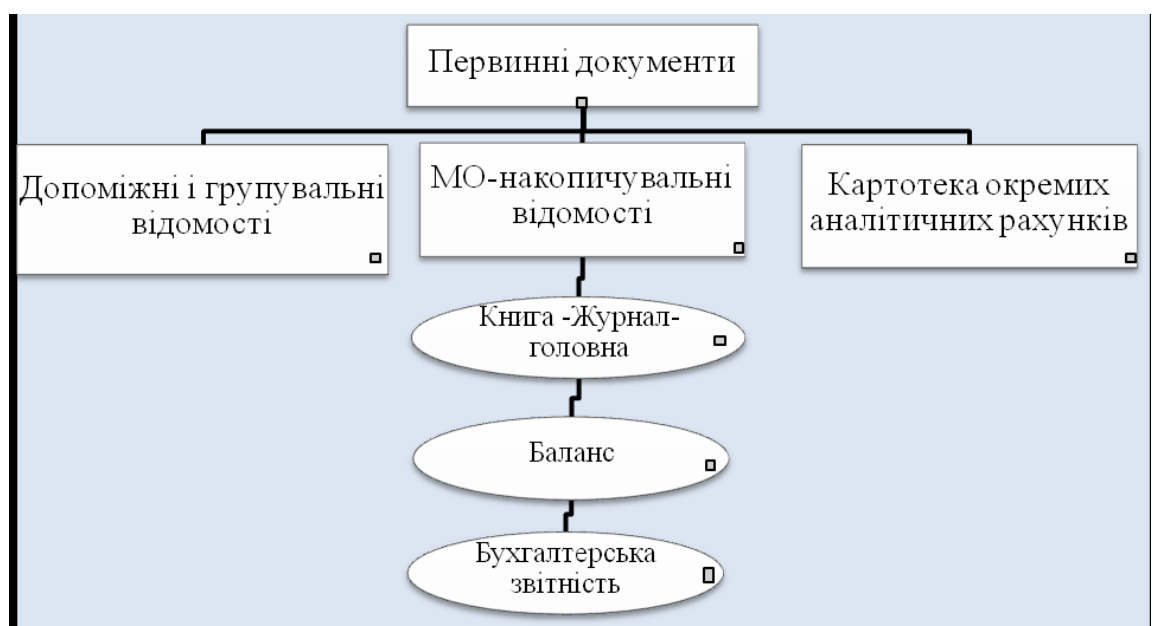 Первинні документи
Допоміжні і групувальні
відомості
МО-накопичувальні
відомості
Картотека окремих
аналітичних рахунків
Книга -Журнал-
головна
Баланс
Бухгалтерська
звітність